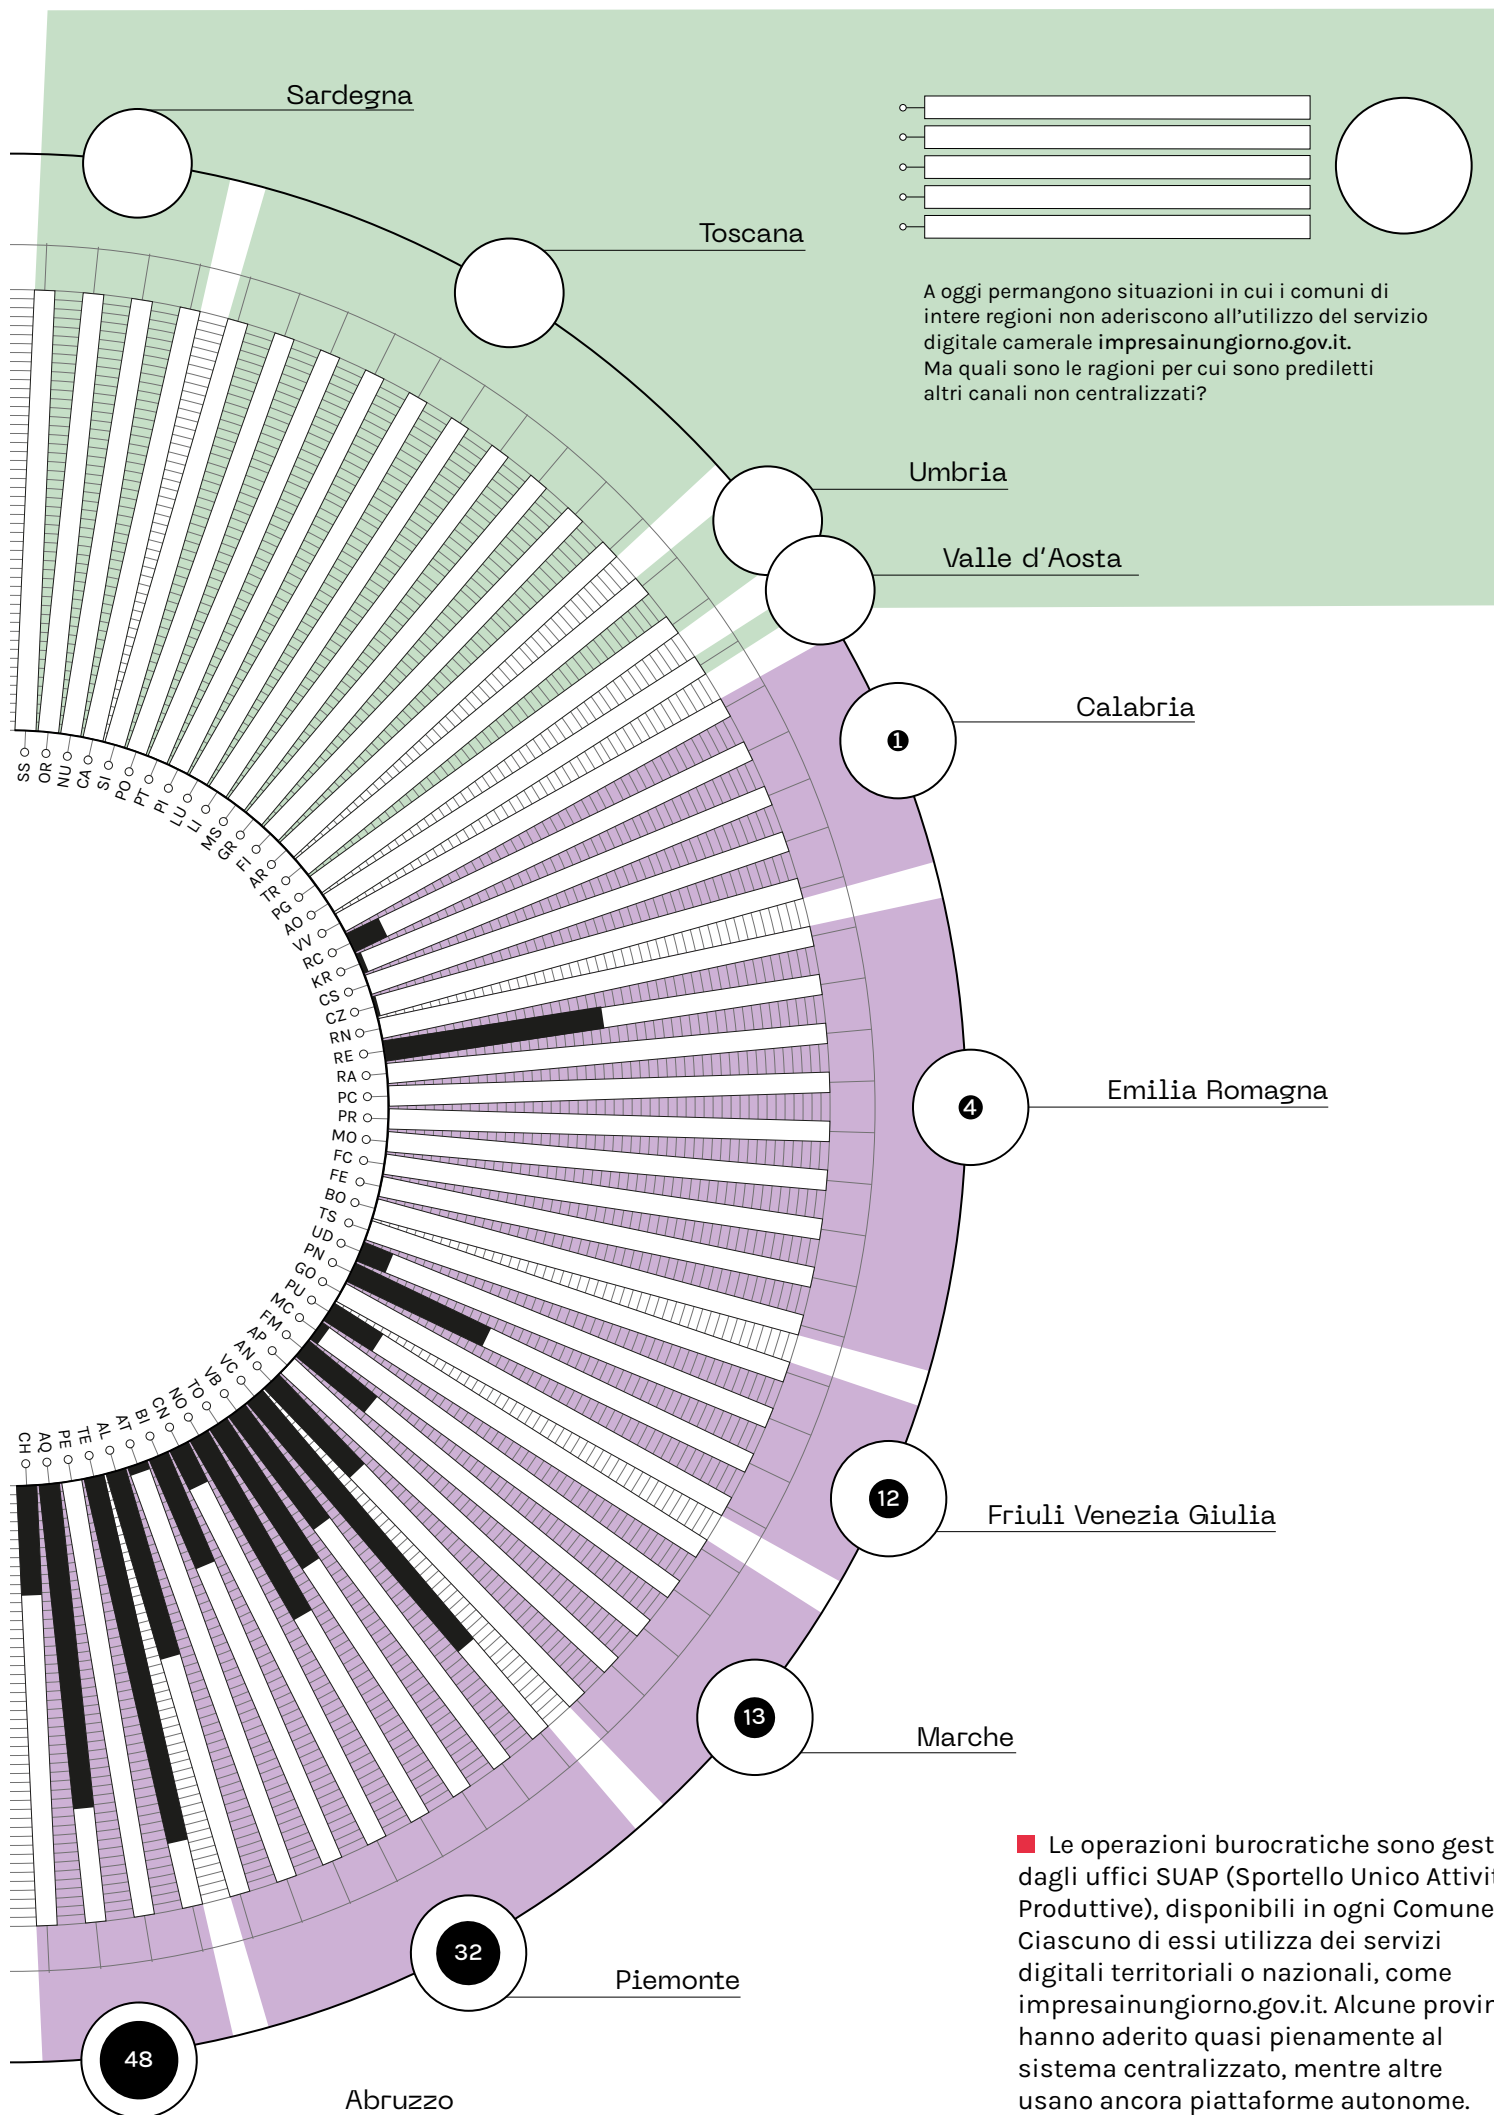 Sardegna
Toscana
A oggi permangono situazioni in cui i comuni di
intere regioni non aderiscono all'utilizzo del servizio
digitale camerale impresainungiorno.gov.it.
Ma quali sono le ragioni per cui sono prediletti
altri canali non centralizzati?
Umbria
Valle d'Aosta
Calabria
1
SS
OR
NU
CA
SI
PO
PT
PI
LU
LI
MS
GR
FI
AR
TR
PG
AO
VV
RC
KR
CS
CZ
RN
RE
RA
PC
PR
MO
FC
FE
BO
TS
UD
PN
GO
PU
MC
FM
AP
AN
VC
VB
TO
NO
CN
BI
AT
AL
TE
PE
AQ
CH
4
Emilia Romagna
12
Friuli Venezia Giulia
13
Marche
32
Piemonte
48
Abruzzo
Le operazioni burocratiche sono gest
dagli uffici SUAP (Sportello Unico Attivit
Produttive), disponibili in ogni Comune
Ciascuno di essi utilizza dei servizi
digitali territoriali o nazionali, come
impresainungiorno.gov.it. Alcune provin
hanno aderito quasi pienamente al
sistema centralizzato, mentre altre
usano ancora piattaforme autonome.